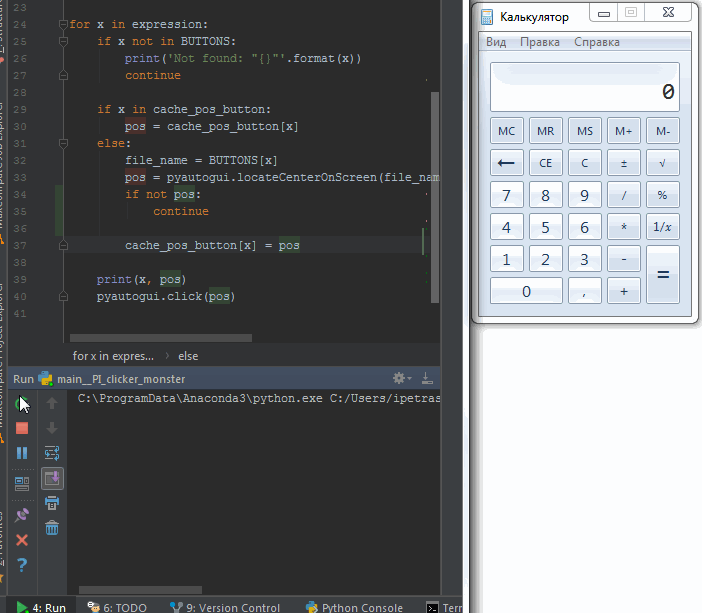 23
24 for x in expression:
25 if x not in BUTTONS:
26 print('Not found: "{}"'.format(x))
27 continue
28
29 if x in cache_pos_button:
30 pos = cache_pos_button[x]
31 else:
32 file_name = BUTTONS[x]
33 pos = pyautogui.locateCenterOnScreen(file_nam
34 if not pos:
35 continue
36
37 cache_pos_button[x] = pos
38
39 print(x, pos)
40 pyautogui.click(pos)
41
for x in expres... › else
Run main__PI_clicker_monster
C:\ProgramData\Anaconda3\python.exe C:/Users/ipetras
4: Run 6: TODO 9: Version Control Python Console Terr
Калькулятор
Вид Правка Справка
0
MC MR MS M+ M-
← CE C ± √
7 8 9 / %
4 5 6 * 1/x
1 2 3 - =
0 , +